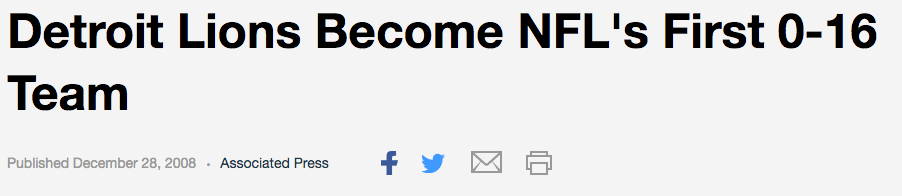 Detroit Lions Become NFL's First 0-16
Team
Published December 28, 2008 • Associated Press